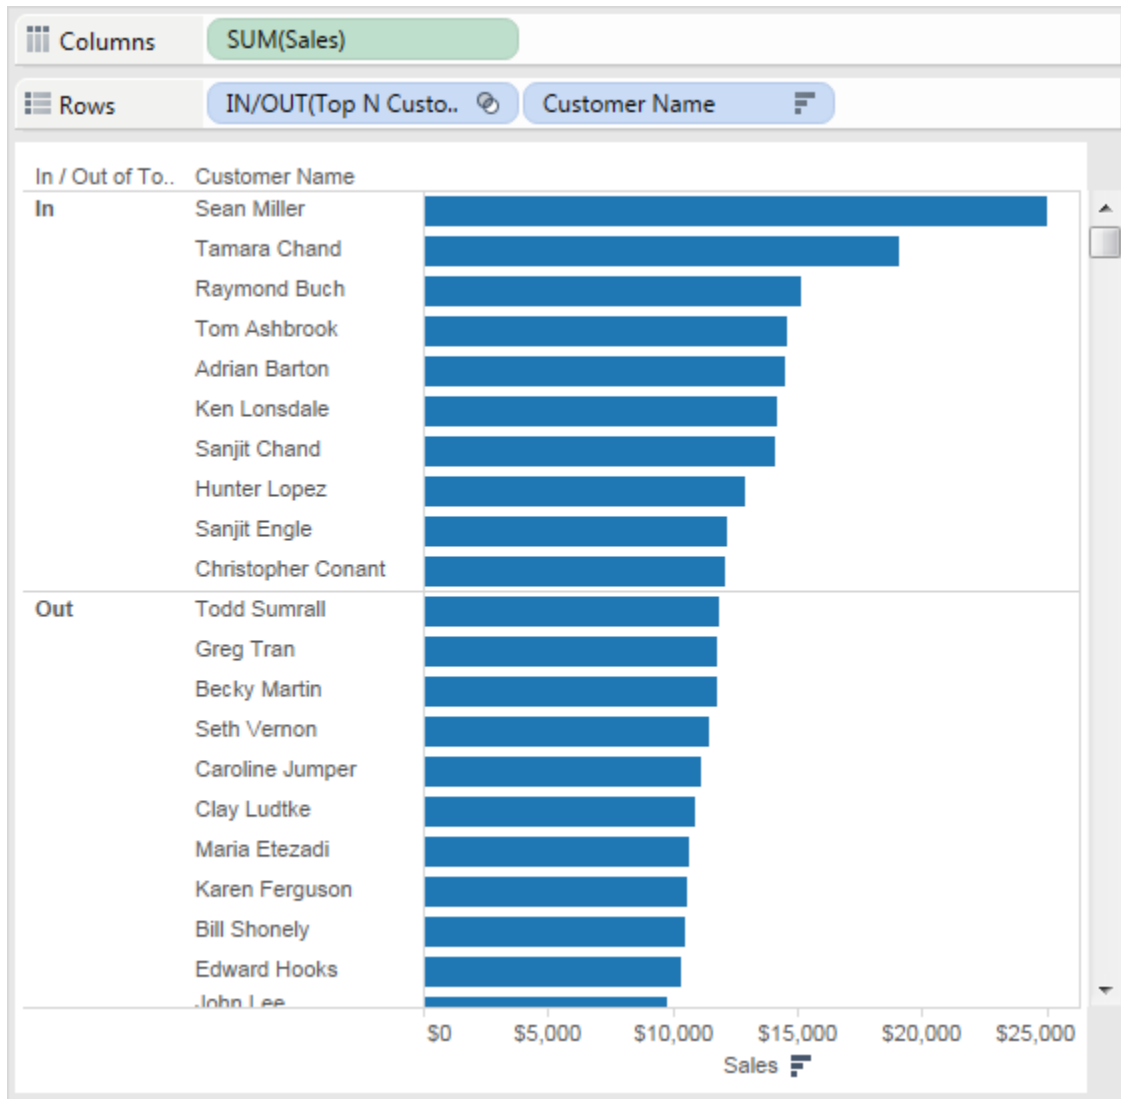 Columns SUM(Sales)
Rows IN/OUT(Top N Custo.. Customer Name
In / Out of To.. Customer Name
In Sean Miller
Tamara Chand
Raymond Buch
Tom Ashbrook
Adrian Barton
Ken Lonsdale
Sanjit Chand
Hunter Lopez
Sanjit Engle
Christopher Conant
Out Todd Sumrall
Greg Tran
Becky Martin
Seth Vernon
Caroline Jumper
Clay Ludtke
Maria Etezadi
Karen Ferguson
Bill Shonely
Edward Hooks
John Lee
$0 $5,000 $10,000 $15,000 $20,000 $25,000
Sales